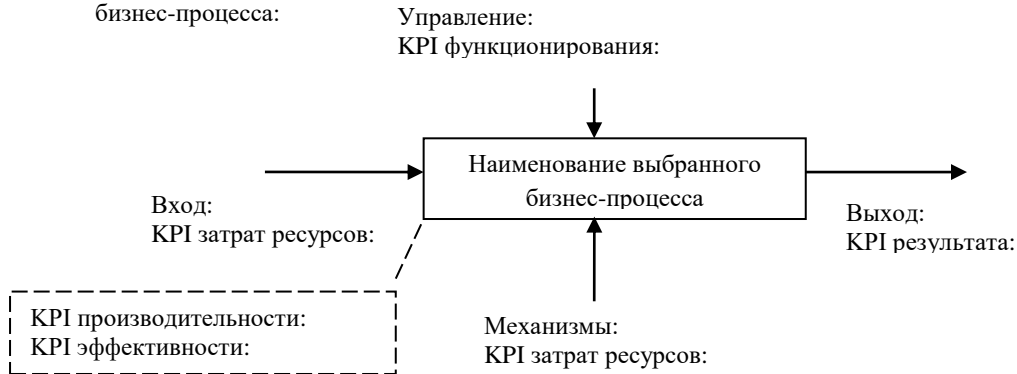 бизнес-процесса:
Управление:
KPI функционирования:
Наименование выбранного
бизнес-процесса
Вход:
KPI затрат ресурсов:
Выход:
KPI результата:
KPI производительности:
KPI эффективности:
Механизмы:
KPI затрат ресурсов: